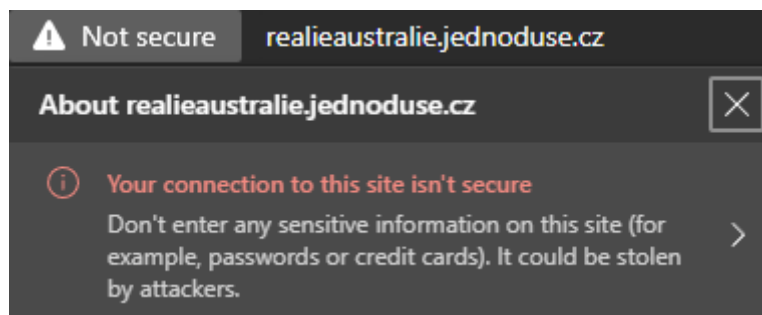 Not secure realieaustralie.jednoduse.cz
About realieaustralie.jednoduse.cz
Your connection to this site isn't secure
Don't enter any sensitive information on this site (for
example, passwords or credit cards). It could be stolen
by attackers.